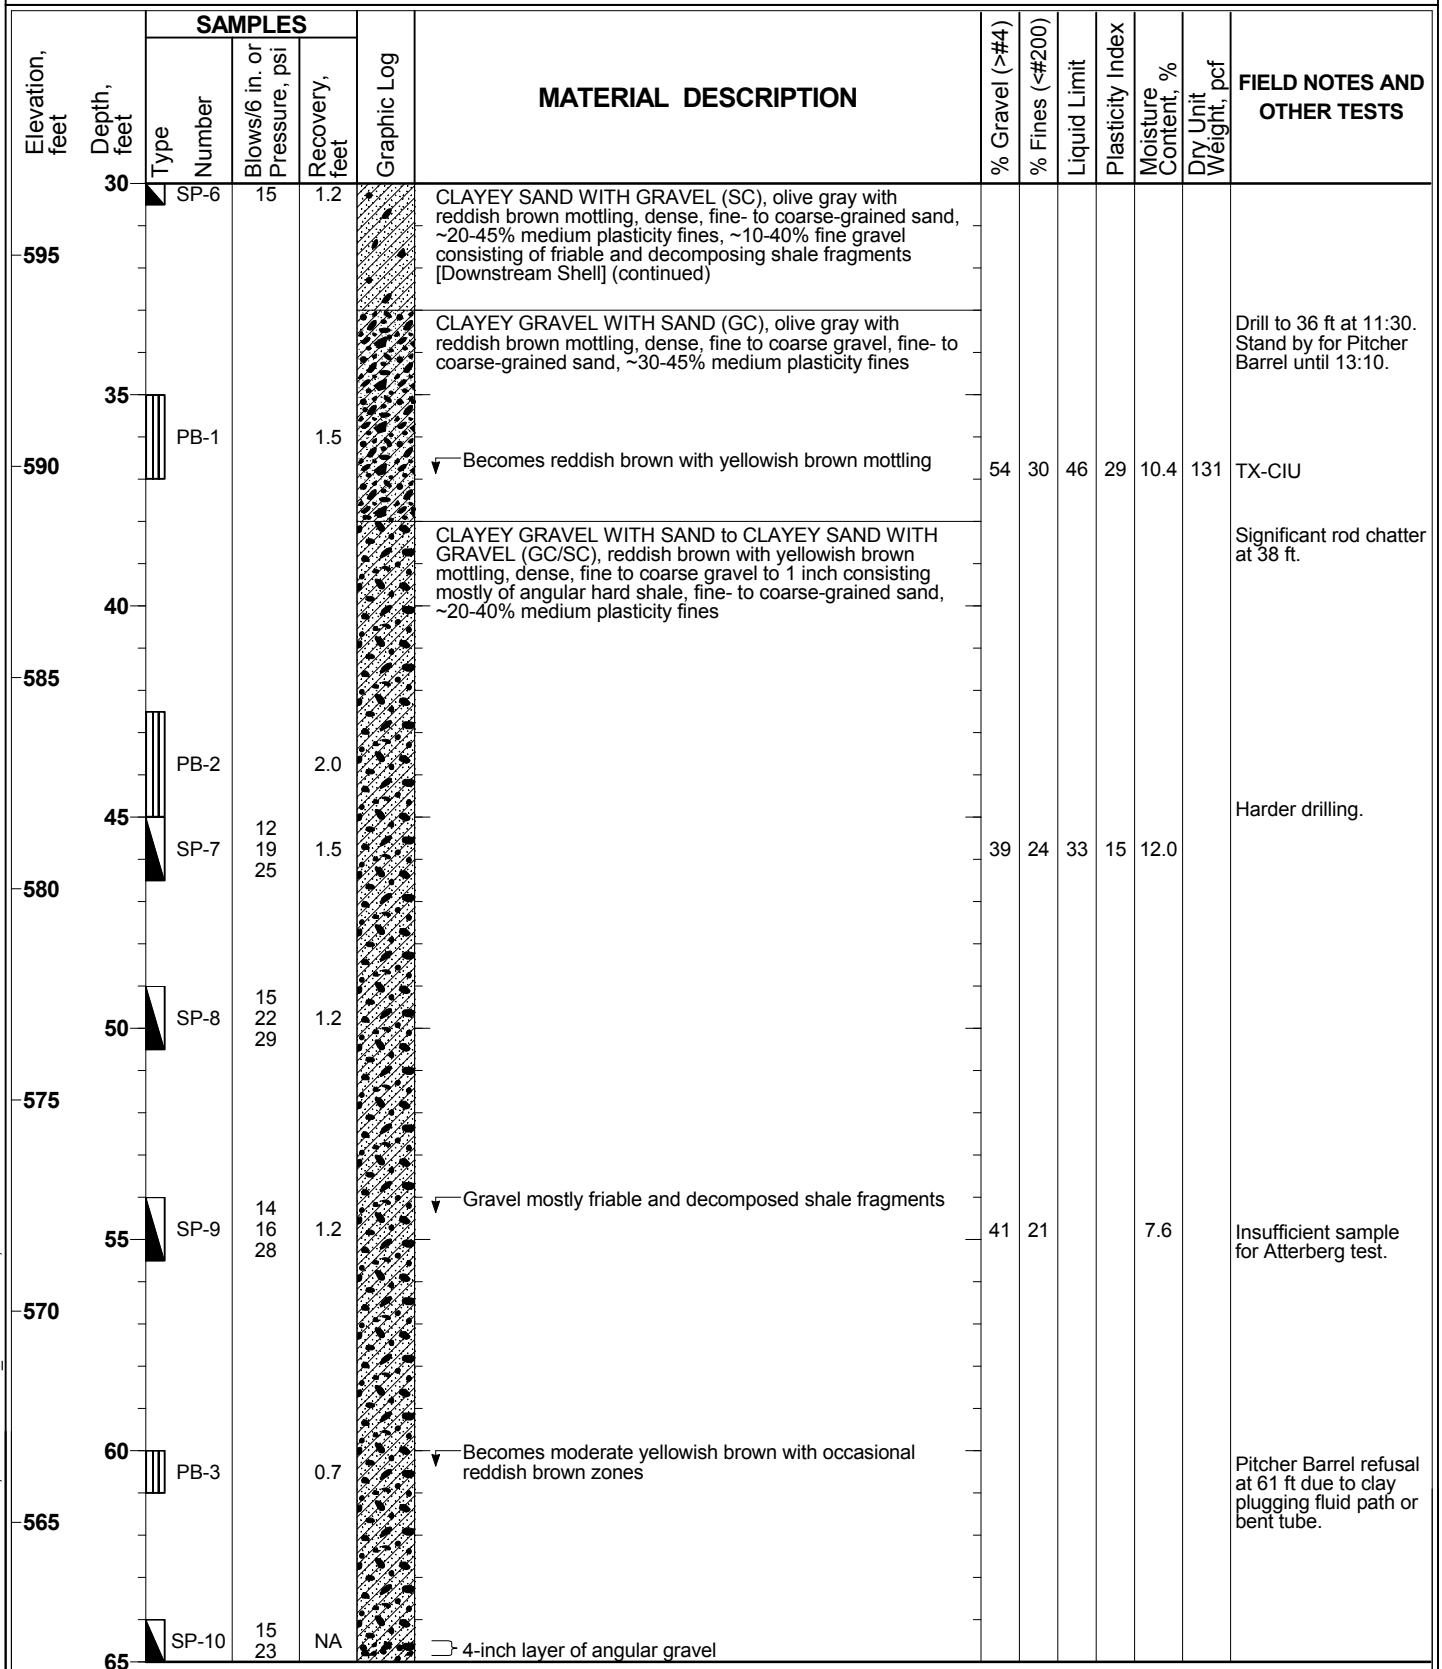 SAMPLES
Elevation,
feet
Depth,
feet
Type
Number
Blows/6 in. or
Pressure, psi
Recovery,
feet
Graphic Log
MATERIAL DESCRIPTION
% Gravel (>#4)
% Fines (<#200)
Liquid Limit
Plasticity Index
Moisture
Content, %
Dry Unit
Weight, pcf
FIELD NOTES AND
OTHER TESTS
30
SP-6 15 1.2
CLAYEY SAND WITH GRAVEL (SC), olive gray with
reddish brown mottling, dense, fine- to coarse-grained sand,
~20-45% medium plasticity fines, ~10-40% fine gravel
consisting of friable and decomposing shale fragments
[Downstream Shell] (continued)
595
CLAYEY GRAVEL WITH SAND (GC), olive gray with
reddish brown mottling, dense, fine to coarse gravel, fine- to
coarse-grained sand, ~30-45% medium plasticity fines
Drill to 36 ft at 11:30.
Stand by for Pitcher
Barrel until 13:10.
35
PB-1 1.5
590
Becomes reddish brown with yellowish brown mottling
54 30 46 29 10.4 131 TX-CIU
CLAYEY GRAVEL WITH SAND to CLAYEY SAND WITH
GRAVEL (GC/SC), reddish brown with yellowish brown
mottling, dense, fine to coarse gravel to 1 inch consisting
mostly of angular hard shale, fine- to coarse-grained sand,
~20-40% medium plasticity fines
Significant rod chatter
at 38 ft.
40
585
PB-2 2.0
45
Harder drilling.
12
SP-7 19 1.5
25
39 24 33 15 12.0
580
15
SP-8 22 1.2
29
50
575
Gravel mostly friable and decomposed shale fragments
14
SP-9 16 1.2
28
55
41 21 7.6
Insufficient sample
for Atterberg test.
570
60
Becomes moderate yellowish brown with occasional
reddish brown zones
PB-3 0.7
Pitcher Barrel refusal
at 61 ft due to clay
plugging fluid path or
bent tube.
565
15
SP-10 NA
23
4-inch layer of angular gravel
65